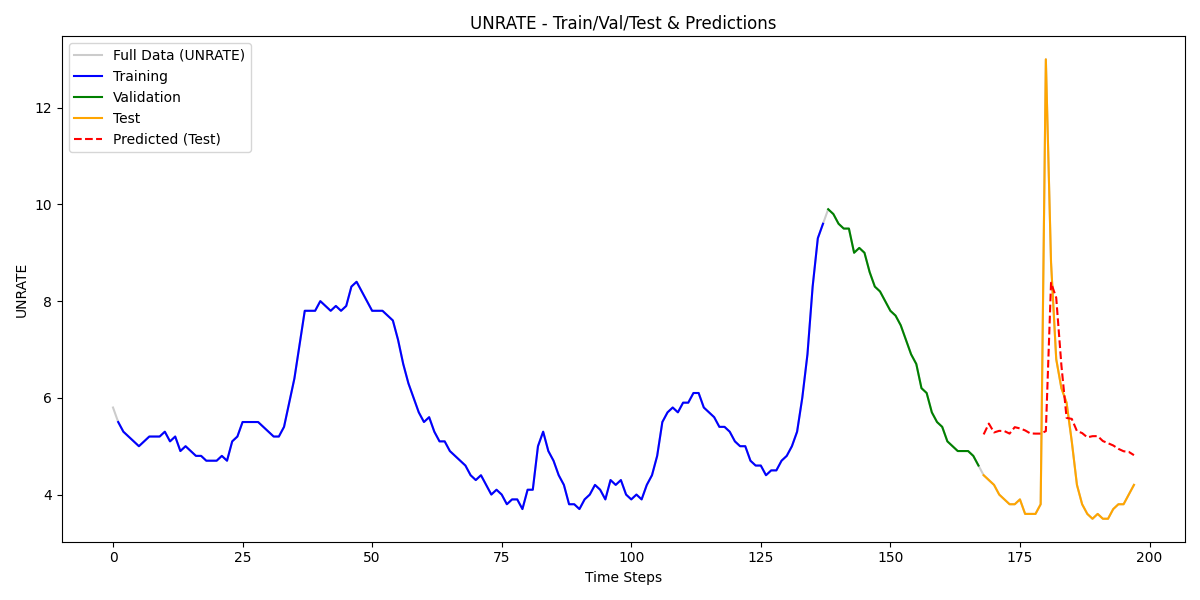 UNRATE - Train/Val/Test & Predictions
Full Data (UNRATE)
Training
Validation
Test
Predicted (Test)
UNRATE
12
10
8
6
4
0
25
50
75
100
125
150
175
200
Time Steps